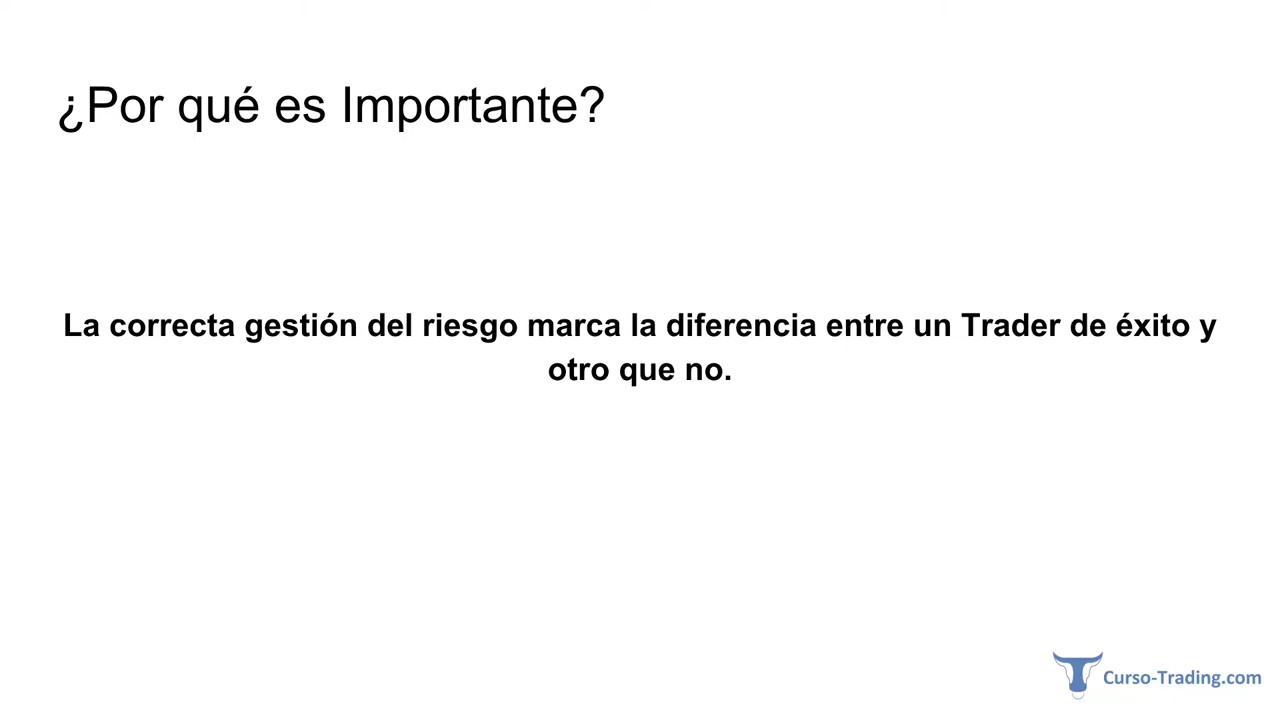 ¿Por qué es Importante?
La correcta gestión del riesgo marca la diferencia entre un Trader de éxito y
otro que no.
Curso-Trading.com